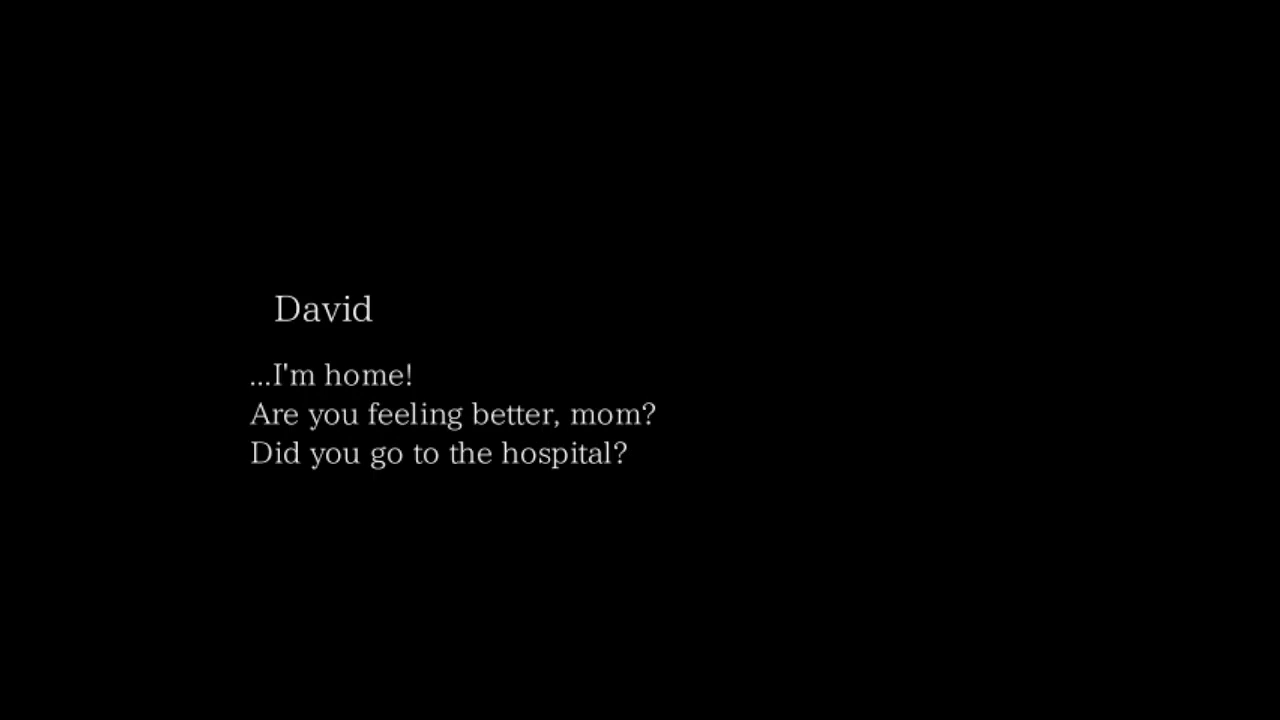 David
...I'm home!
Are you feeling better, mom?
Did you go to the hospital?